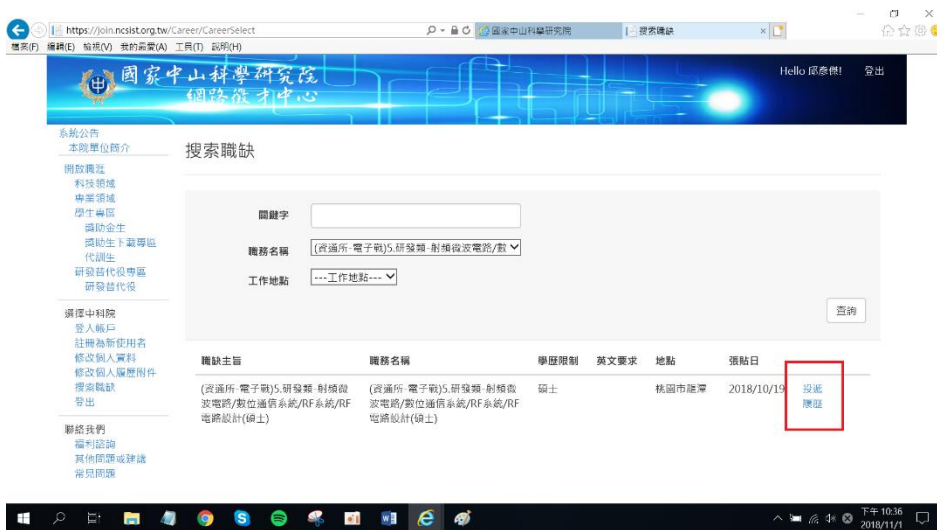 https://join.ncsist.org.tw/Career/CareerSelect
國家中山科學研究院
搜索職缺
檔案(F) 編輯(E) 檢視(V) 我的最愛(A) 工具(T) 說明(H)
國家中山科學研究院
網路徵才中心
Hello 邱彥傑! 登出
系統公告
本院單位簡介
開放職涯
科技領域
專業領域
學生專區
獎助金生
獎助生下載專區
代訓生
研發替代役專區
研發替代役
選擇中科院
登入帳戶
註冊為新使用者
修改個人資料
修改個人履歷附件
搜索職缺
登出
聯絡我們
福利諮詢
其他問題或建議
常見問題
搜索職缺
關鍵字
職務名稱 (資通所-電子戰)5.研發類-射頻微波電路/數
工作地點 ---工作地點---
查詢
職缺主旨 職務名稱 學歷限制 英文要求 地點 張貼日
(資通所-電子戰)5.研發類-射頻微 (資通所-電子戰)5.研發類-射頻微 碩士 桃園市龍潭 2018/10/19 投遞
波電路/數位通信系統/RF系統/RF 波電路/數位通信系統/RF系統/RF 履歷
電路設計(碩士) 電路設計(碩士)
下午 10:36
2018/11/1